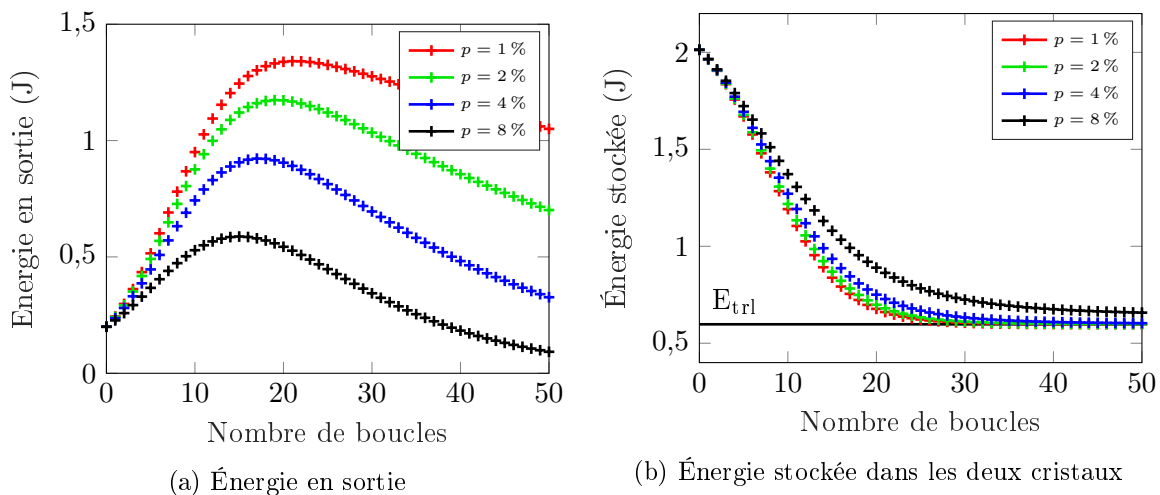 Energie en sortie (J)
1,5
1
0,5
0
p = 1 %
p = 2 %
p = 4 %
p = 8 %
0 10 20 30 40 50
Nombre de boucles
(a) Énergie en sortie
Énergie stockée (J)
2
1,5
1
0,5
p = 1 %
p = 2 %
p = 4 %
p = 8 %
E_trl
0 10 20 30 40 50
Nombre de boucles
(b) Énergie stockée dans les deux cristaux